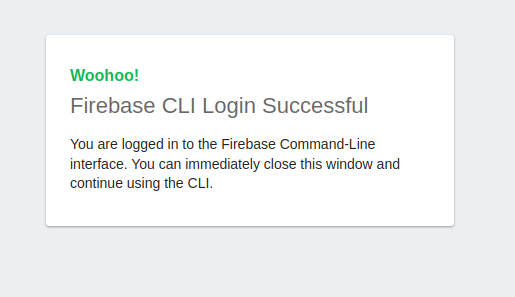 Woohoo!
Firebase CLI Login Successful
You are logged in to the Firebase Command-Line
interface. You can immediately close this window and
continue using the CLI.